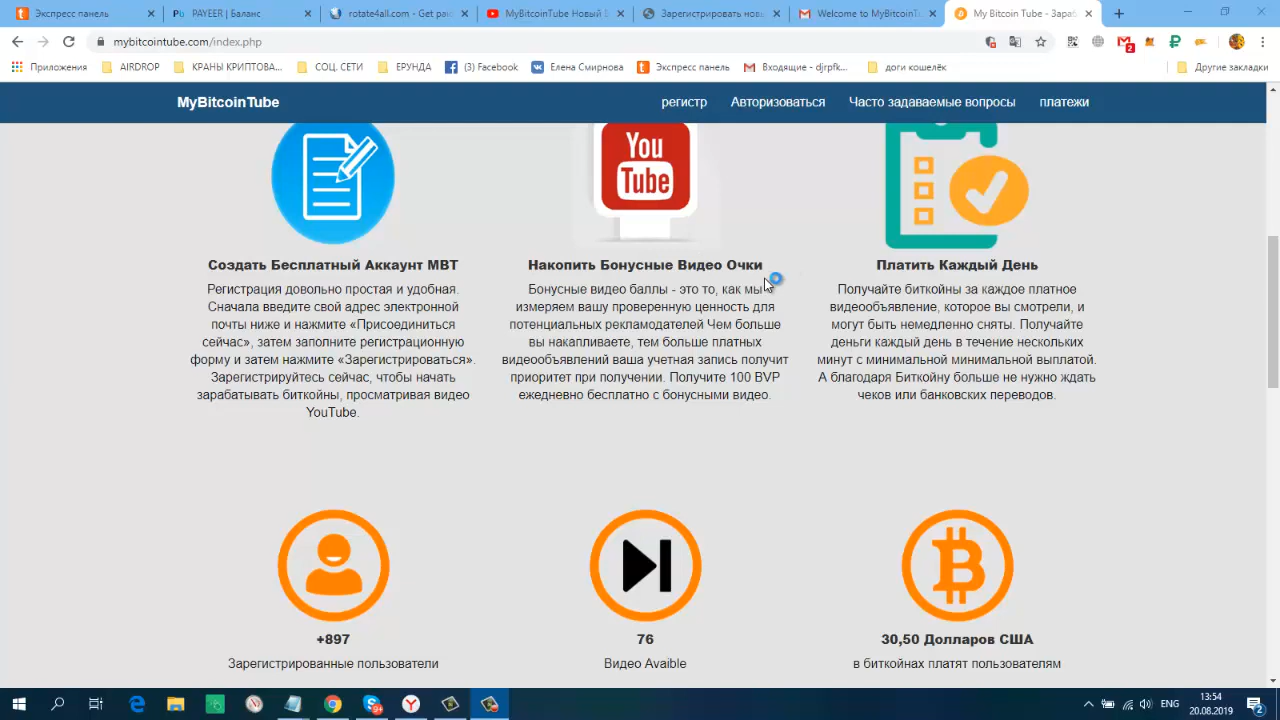 Экспресс панель
PAYEER | Баланс
rotate4all.com - Get paid
MyBitcoinTube Новый
Зарегистрировать новы
Welcome to MyBitcoinTu
My Bitcoin Tube - Зараб
mybitcointube.com/index.php
2
Приложения
AIRDROP
КРАНЫ КРИПТОВА...
СОЦ. СЕТИ
ЕРУНДА
(3) Facebook
Елена Смирнова
Экспресс панель
Входящие - djrpfk...
доги кошелёк
Другие закладки
MyBitcoinTube
регистр
Авторизоваться
Часто задаваемые вопросы
платежи
You
Tube
Создать Бесплатный Аккаунт МВТ
Регистрация довольно простая и удобная.
Сначала введите свой адрес электронной
почты ниже и нажмите «Присоединиться
сейчас», затем заполните регистрационную
форму и затем нажмите «Зарегистрироваться».
Зарегистрируйтесь сейчас, чтобы начать
зарабатывать биткойны, просматривая видео
YouTube.
Накопить Бонусные Видео Очки
Бонусные видео баллы - это то, как мы
измеряем вашу проверенную ценность для
потенциальных рекламодателей Чем больше
вы накапливаете, тем больше платных
видеообъявлений ваша учетная запись получит
приоритет при получении. Получите 100 BVP
ежедневно бесплатно с бонусными видео.
Платить Каждый День
Получайте биткойны за каждое платное
видеообъявление, которое вы смотрели, и
могут быть немедленно сняты. Получайте
деньги каждый день в течение нескольких
минут с минимальной минимальной выплатой.
А благодаря Биткойну больше не нужно ждать
чеков или банковских переводов.
+897
Зарегистрированные пользователи
76
Видео Avaible
30,50 Долларов США
в биткойнах платят пользователям
ENG
13:54
20.08.2019
2